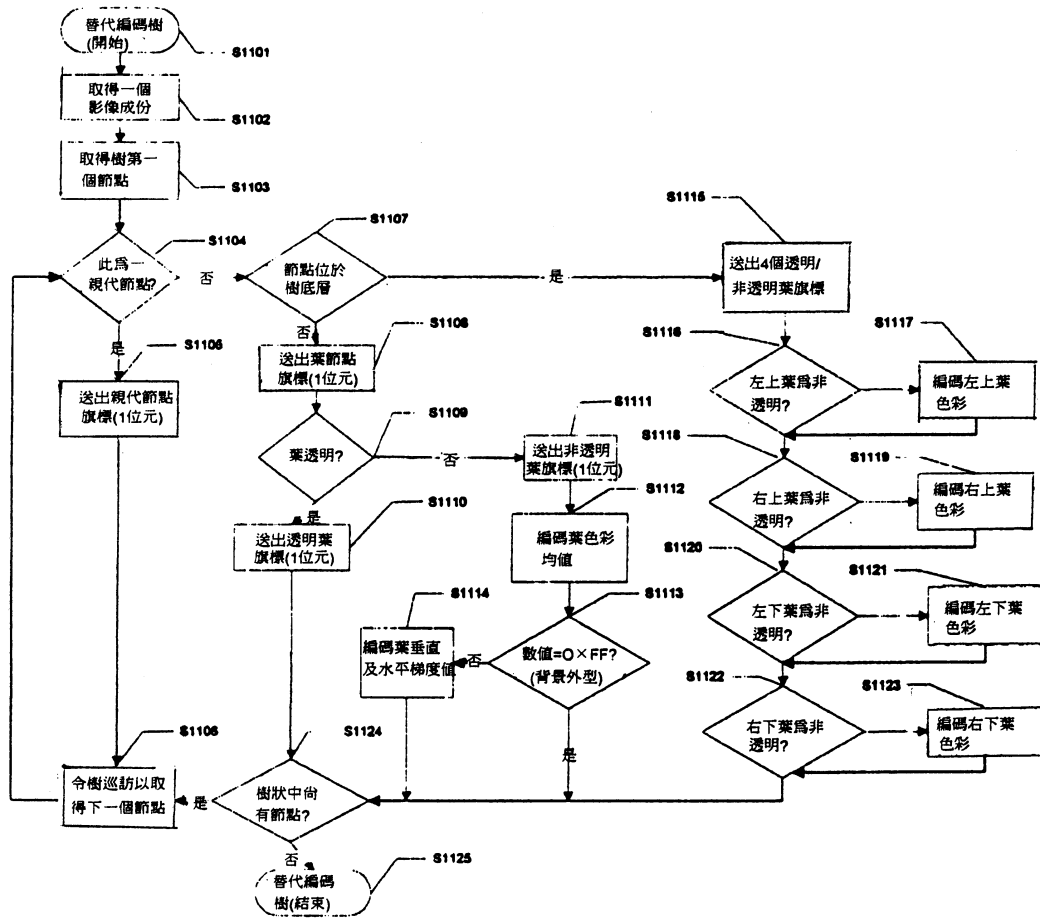 替代編碼樹
(開始)
S1101
取得一個
影像成份
S1102
取得樹第一
個節點
S1103
此爲一
親代節點?
S1104
否
是
送出親代節點
旗標(1位元)
S1105
令樹巡訪以取
得下一個節點
S1106
節點位於
樹底層
S1107
是
否
送出葉節點
旗標(1位元)
S1108
葉透明?
S1109
否
是
送出透明葉
旗標(1位元)
S1110
送出非透明
葉旗標(1位元)
S1111
編碼葉色彩
均值
S1112
數値=0×FF?
(背景外型)
S1113
否
是
編碼葉垂直
及水平梯度値
S1114
送出4個透明/
非透明葉旗標
S1115
左上葉爲非
透明?
S1116
編碼左上葉
色彩
S1117
右上葉爲非
透明?
S1118
編碼右上葉
色彩
S1119
左下葉爲非
透明?
S1120
編碼左下葉
色彩
S1121
右下葉爲非
透明?
S1122
編碼右下葉
色彩
S1123
樹狀中尙
有節點?
S1124
是
否
替代編碼
樹(結束)
S1125